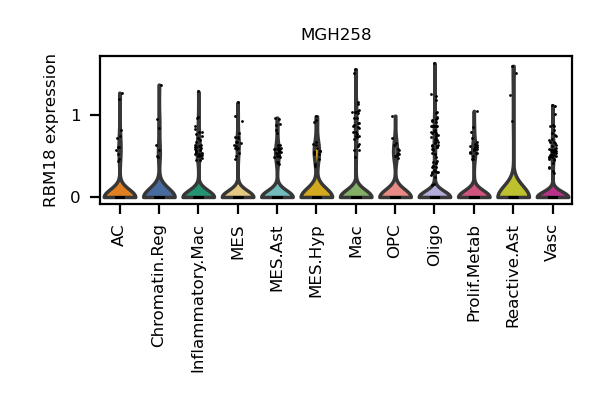 MGH258
RBM18 expression
1
0
AC
Chromatin.Reg
Inflammatory.Mac
MES
MES.Ast
MES.Hyp
Mac
OPC
Oligo
Prolif.Metab
Reactive.Ast
Vasc